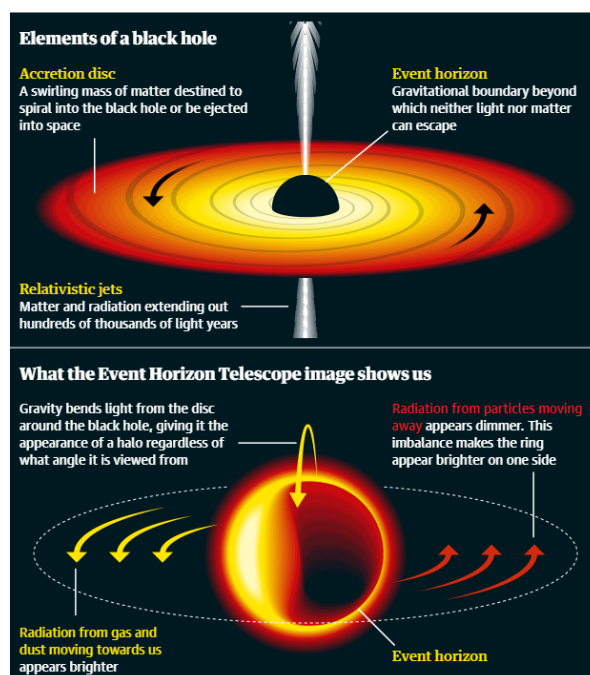 Elements of a black hole
Accretion disc
A swirling mass of matter destined to
spiral into the black hole or be ejected
into space
Event horizon
Gravitational boundary beyond
which neither light nor matter
can escape
Relativistic jets
Matter and radiation extending out
hundreds of thousands of light years
What the Event Horizon Telescope image shows us
Gravity bends light from the disc
around the black hole, giving it the
appearance of a halo regardless of
what angle it is viewed from
Radiation from particles moving
away appears dimmer. This
imbalance makes the ring
appear brighter on one side
Radiation from gas and
dust moving towards us
appears brighter
Event horizon